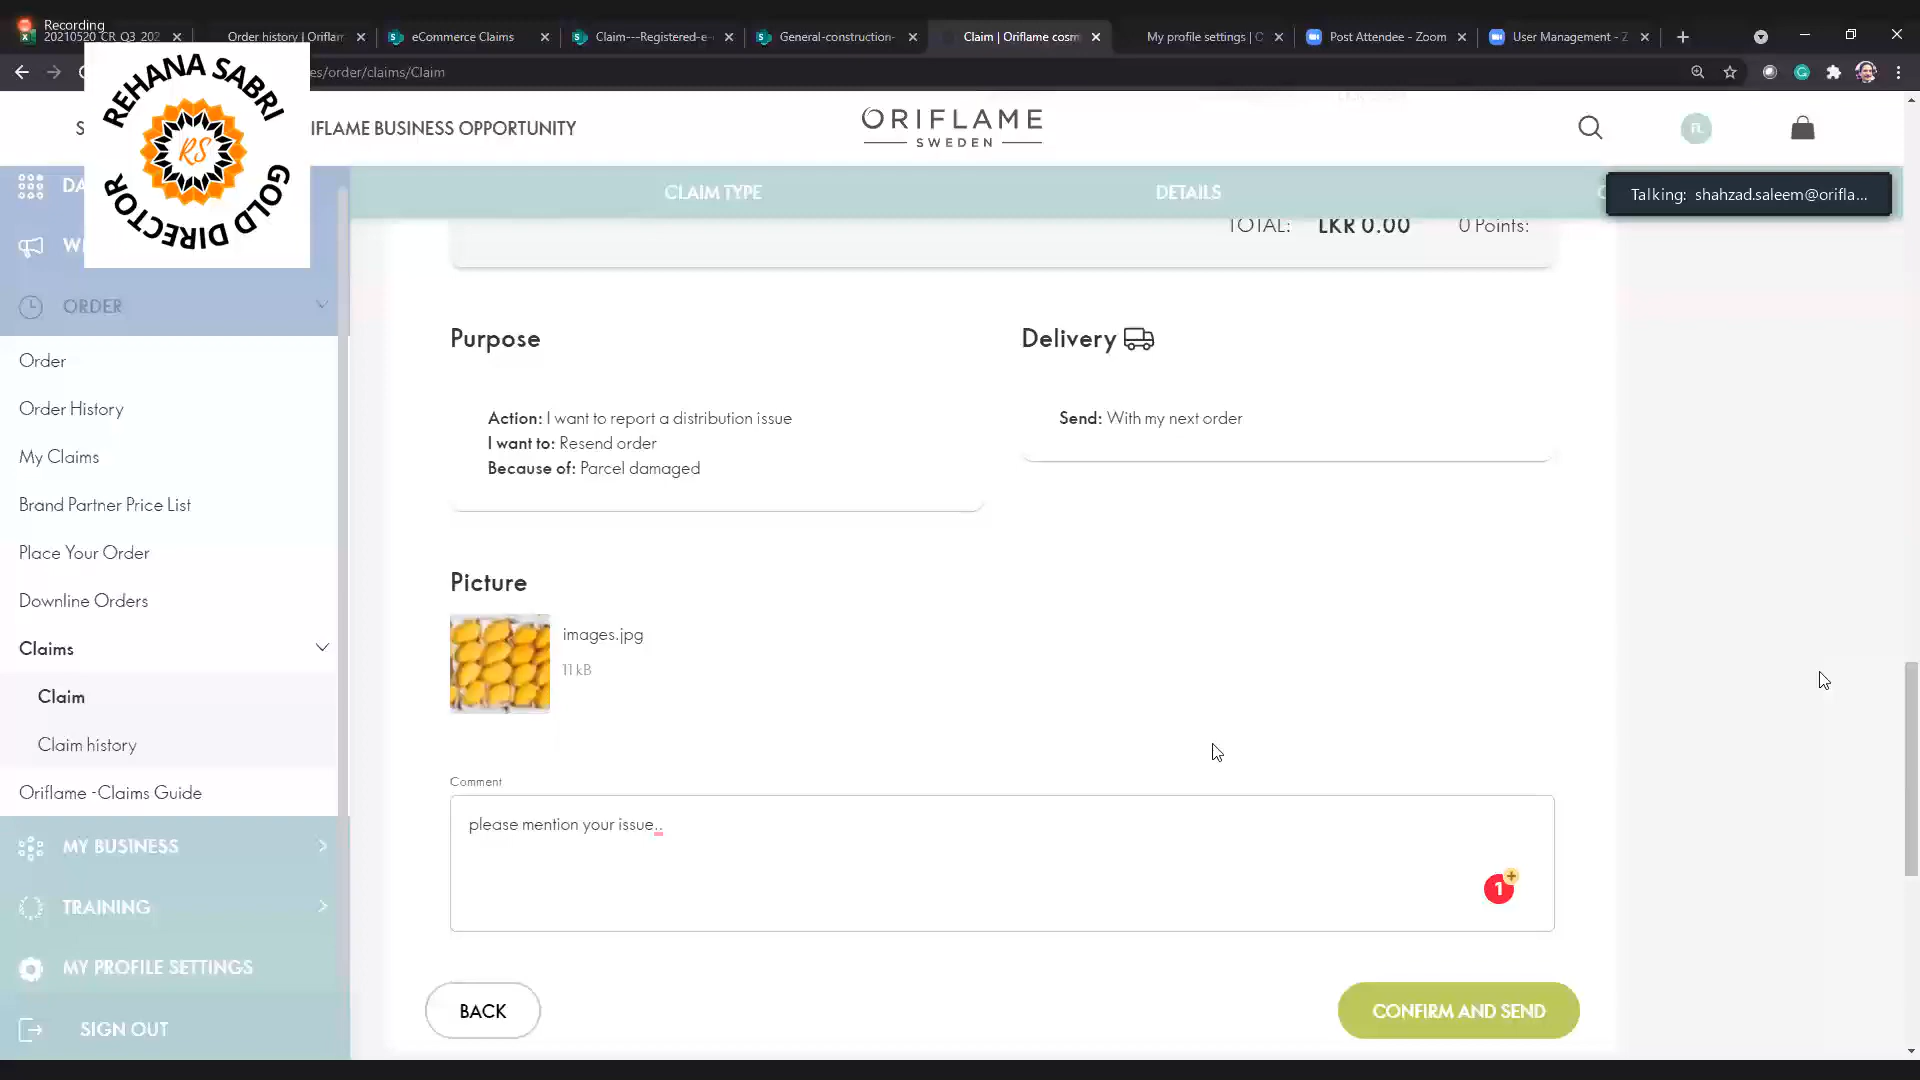 Recording
20210520_CR_Q3_202
Order history | Oriflar
eCommerce Claims
Claim---Registered-e
General-construction-
Claim | Oriflame cosm
My profile settings | O
Post Attendee - Zoom
User Management - Z
es/order/claims/Claim
REHANA SABRI
RS
GOLD DIRECTOR
S
IFLAME BUSINESS OPPORTUNITY
ORIFLAME
SWEDEN
FL
DA
CLAIM TYPE
DETAILS
Talking: shahzad.saleem@orifla...
TOTAL: LKR 0.00 0 Points:
ORDER
Order
Order History
My Claims
Brand Partner Price List
Place Your Order
Downline Orders
Claims
Claim
Claim history
Oriflame -Claims Guide
MY BUSINESS
TRAINING
MY PROFILE SETTINGS
SIGN OUT
Purpose
Action: I want to report a distribution issue
I want to: Resend order
Because of: Parcel damaged
Delivery
Send: With my next order
Picture
images.jpg
11 kB
Comment
please mention your issue..
1
BACK
CONFIRM AND SEND